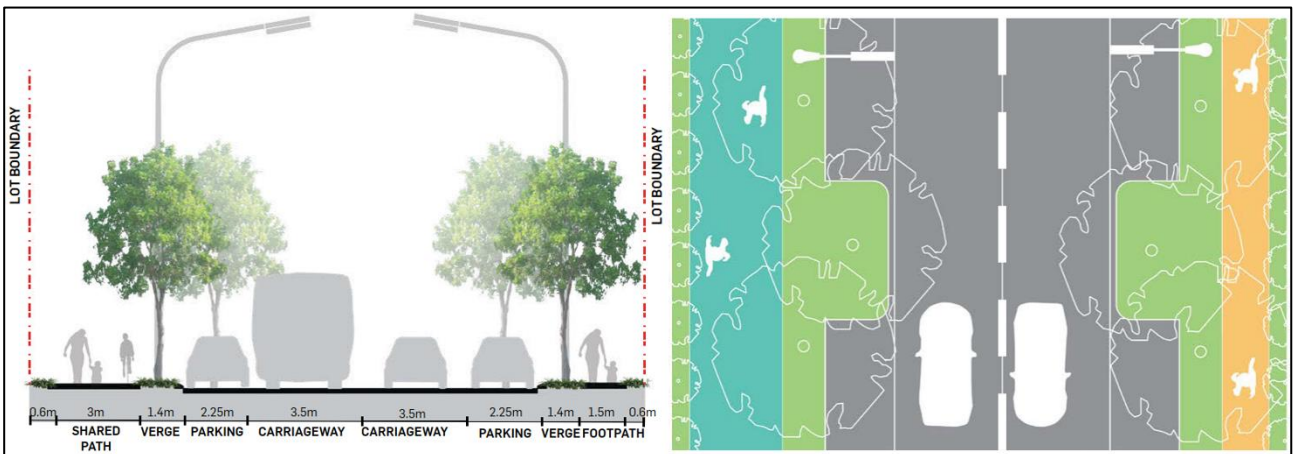 LOT BOUNDARY
LOT BOUNDARY
0.6m 3m 1.4m 2.25m 3.5m 3.5m 2.25m 1.4m 1.5m 0.6m
SHARED PATH VERGE PARKING CARRIAGEWAY CARRIAGEWAY PARKING VERGE FOOTPATH